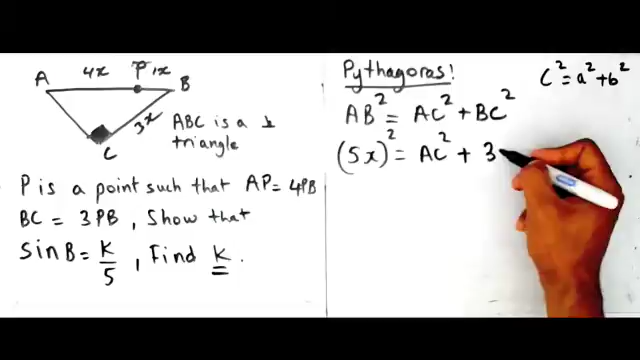 4x P 1x
A B
3x
C
ABC is a ⊥
triangle
P is a point such that AP = 4PB
BC = 3PB, Show that
sin B = K/5, Find K.
Pythagoras!
C² = a² + b²
AB² = AC² + BC²
(5x)² = AC² + 3